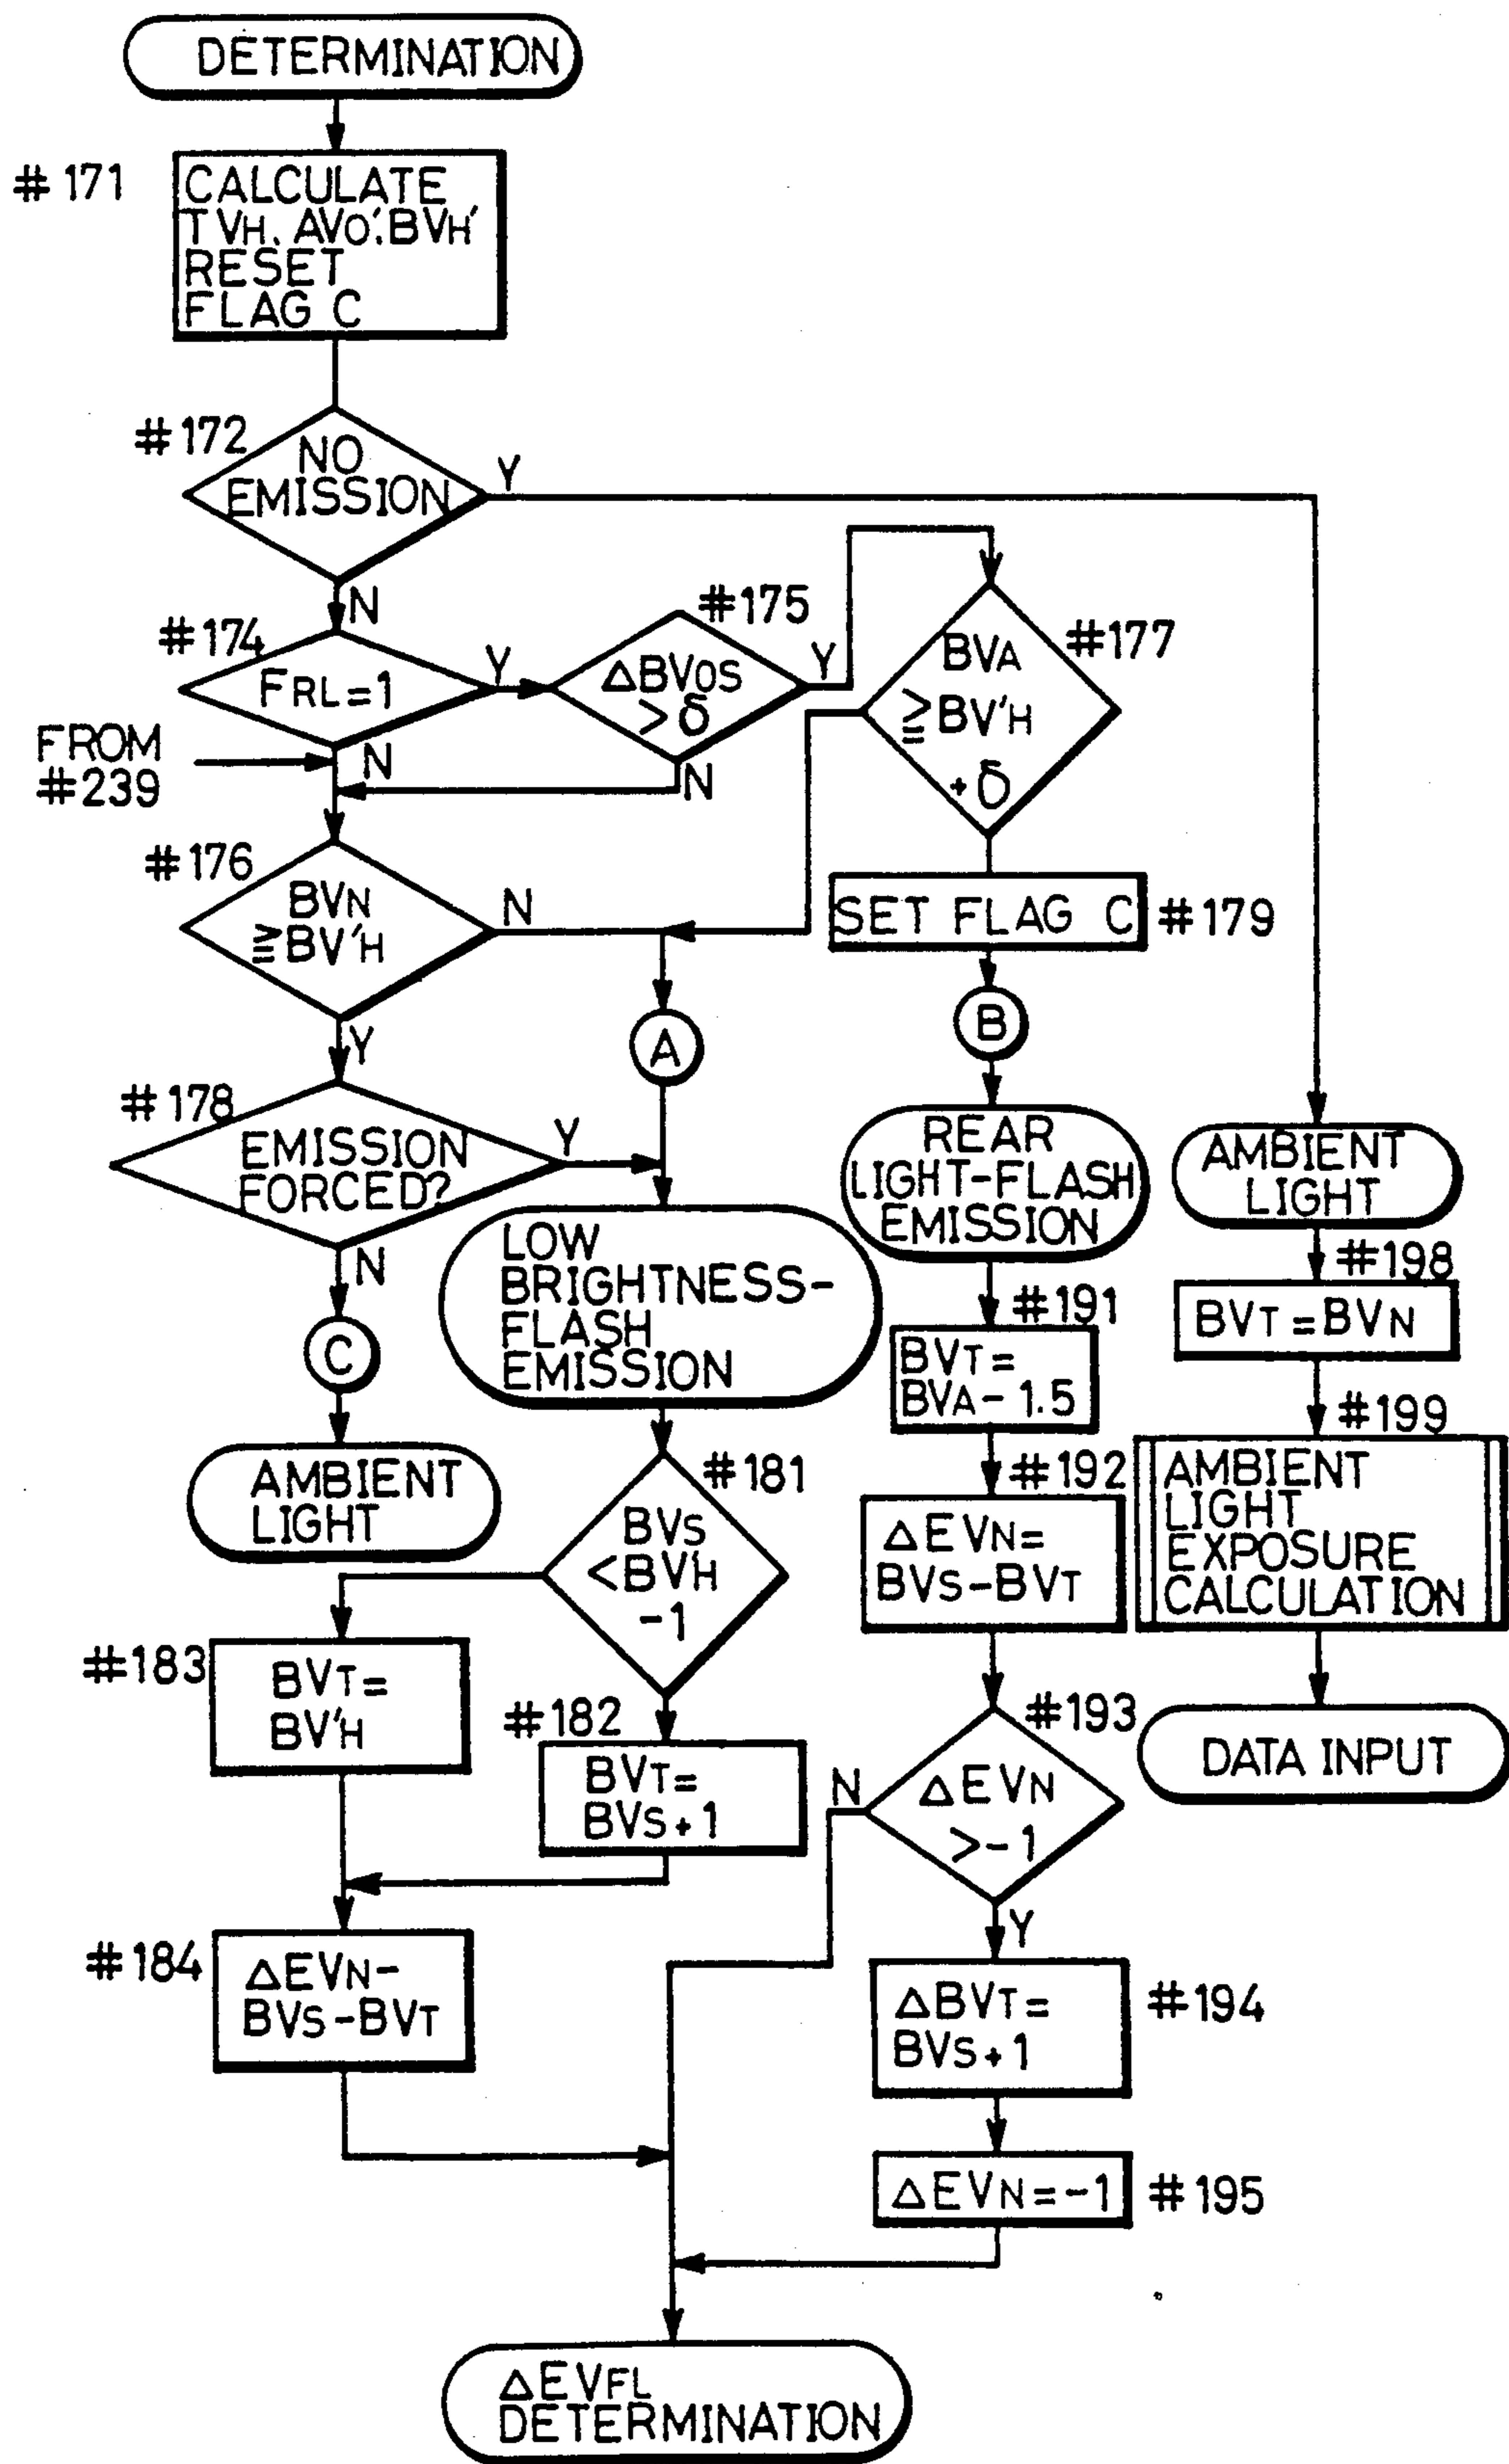 DETERMINATION
#171
CALCULATE
TVH. AVO'. BVH'
RESET
FLAG C
#172
NO
EMISSION
Y
N
#174
FRL=1
Y
N
#175
ΔBVOS
>δ
Y
N
#177
BVA
≧BV'H
+δ
FROM
#239
#176
BVN
≧BV'H
N
Y
SET FLAG C
#179
A
B
#178
EMISSION
FORCED?
Y
N
C
AMBIENT
LIGHT
LOW
BRIGHTNESS-
FLASH
EMISSION
REAR
LIGHT-FLASH
EMISSION
AMBIENT
LIGHT
#198
BVT=BVN
#199
AMBIENT
LIGHT
EXPOSURE
CALCULATION
DATA INPUT
#191
BVT=
BVA-1.5
#192
ΔEVN=
BVS-BVT
#181
BVS
<BV'H
-1
#183
BVT=
BV'H
#182
BVT=
BVS+1
#184
ΔEVN-
BVS-BVT
#193
ΔEVN
>-1
N
Y
#194
ΔBVT=
BVS+1
ΔEVN=-1
#195
ΔEVFL
DETERMINATION